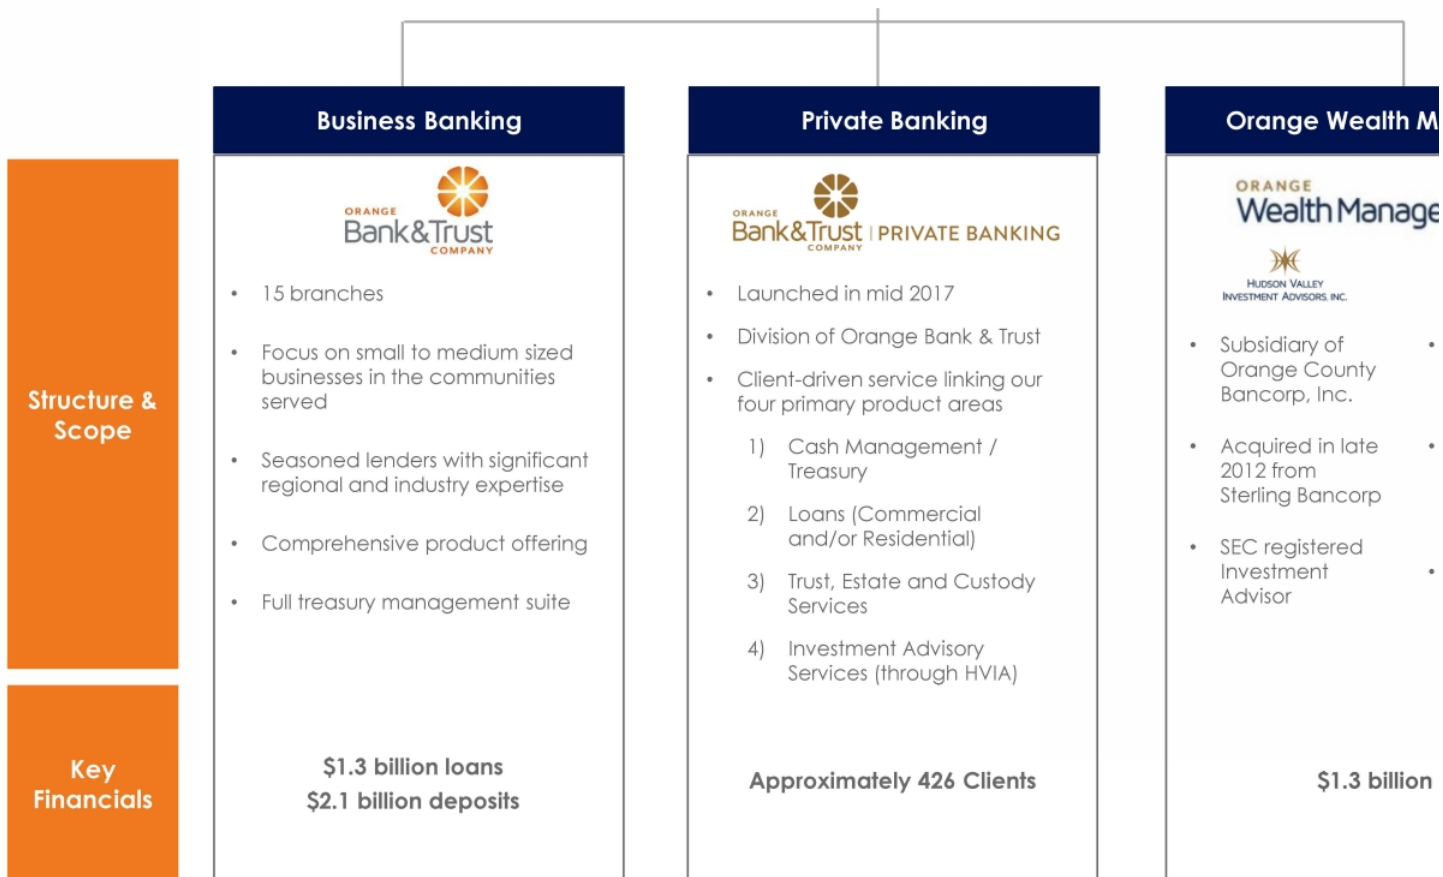 Business Banking
Private Banking
Orange Wealth M
Structure &
Scope
ORANGE
Bank&Trust
COMPANY
• 15 branches
• Focus on small to medium sized
businesses in the communities
served
• Seasoned lenders with significant
regional and industry expertise
• Comprehensive product offering
• Full treasury management suite
ORANGE
Bank&Trust | PRIVATE BANKING
COMPANY
• Launched in mid 2017
• Division of Orange Bank & Trust
• Client-driven service linking our
four primary product areas
1) Cash Management /
Treasury
2) Loans (Commercial
and/or Residential)
3) Trust, Estate and Custody
Services
4) Investment Advisory
Services (through HVIA)
ORANGE
Wealth Manage
HUDSON VALLEY
INVESTMENT ADVISORS, INC.
• Subsidiary of
Orange County
Bancorp, Inc.
• Acquired in late
2012 from
Sterling Bancorp
• SEC registered
Investment
Advisor
•
•
•
Key
Financials
$1.3 billion loans
$2.1 billion deposits
Approximately 426 Clients
$1.3 billion